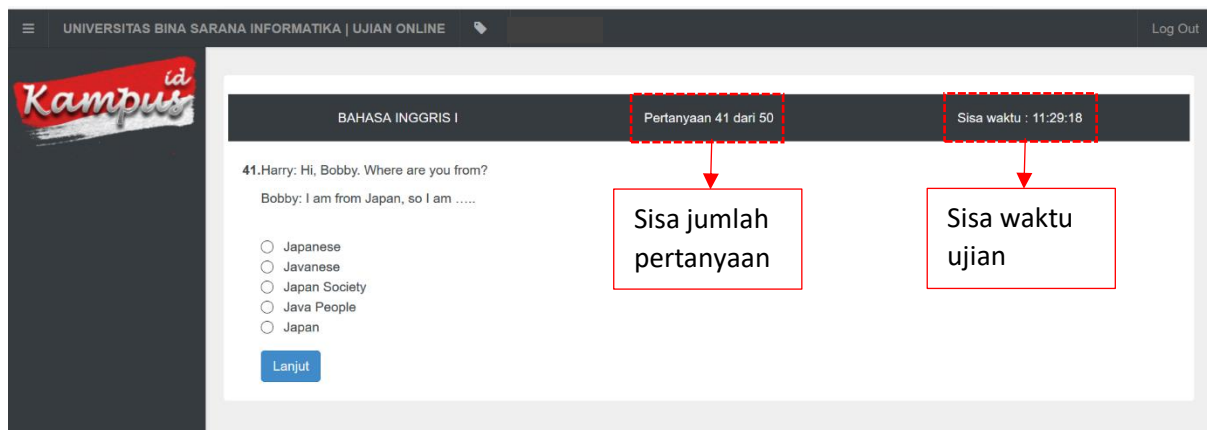 UNIVERSITAS BINA SARANA INFORMATIKA | UJIAN ONLINE
Log Out
Kampus id
BAHASA INGGRIS I
Pertanyaan 41 dari 50
Sisa waktu : 11:29:18
41.Harry: Hi, Bobby. Where are you from?
Bobby: I am from Japan, so I am …..
Japanese
Javanese
Japan Society
Java People
Japan
Lanjut
Sisa jumlah
pertanyaan
Sisa waktu
ujian